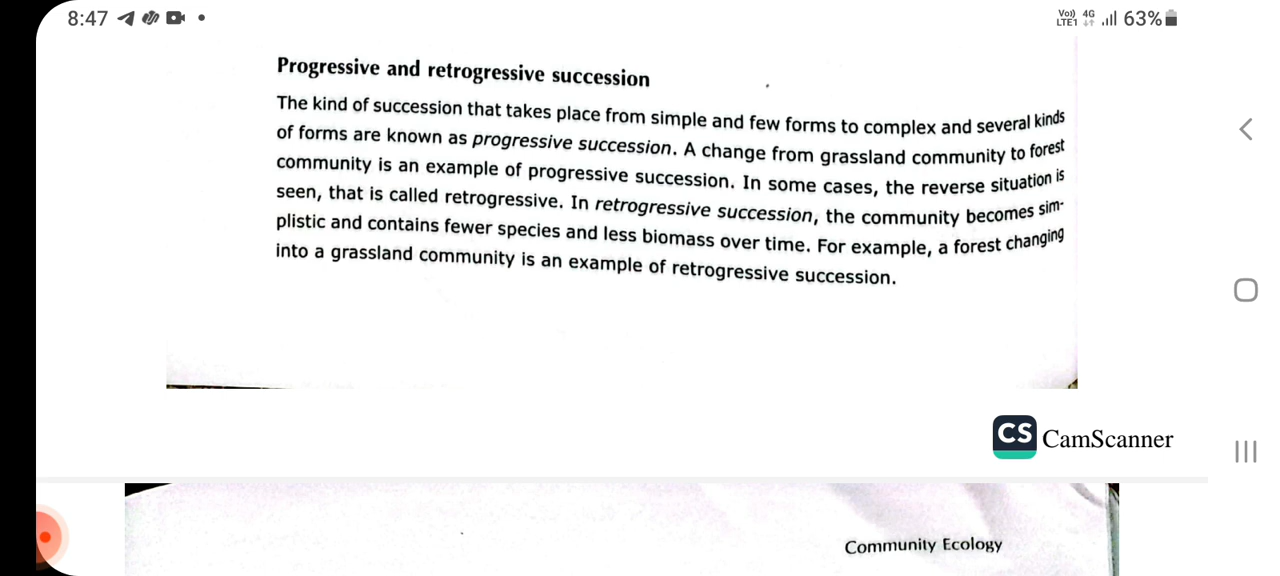 8:47
Vo)) 4G
LTE1 63%
Progressive and retrogressive succession
The kind of succession that takes place from simple and few forms to complex and several kinds
of forms are known as progressive succession. A change from grassland community to forest
community is an example of progressive succession. In some cases, the reverse situation is
seen, that is called retrogressive. In retrogressive succession, the community becomes sim-
plistic and contains fewer species and less biomass over time. For example, a forest changing
into a grassland community is an example of retrogressive succession.
CS CamScanner
Community Ecology